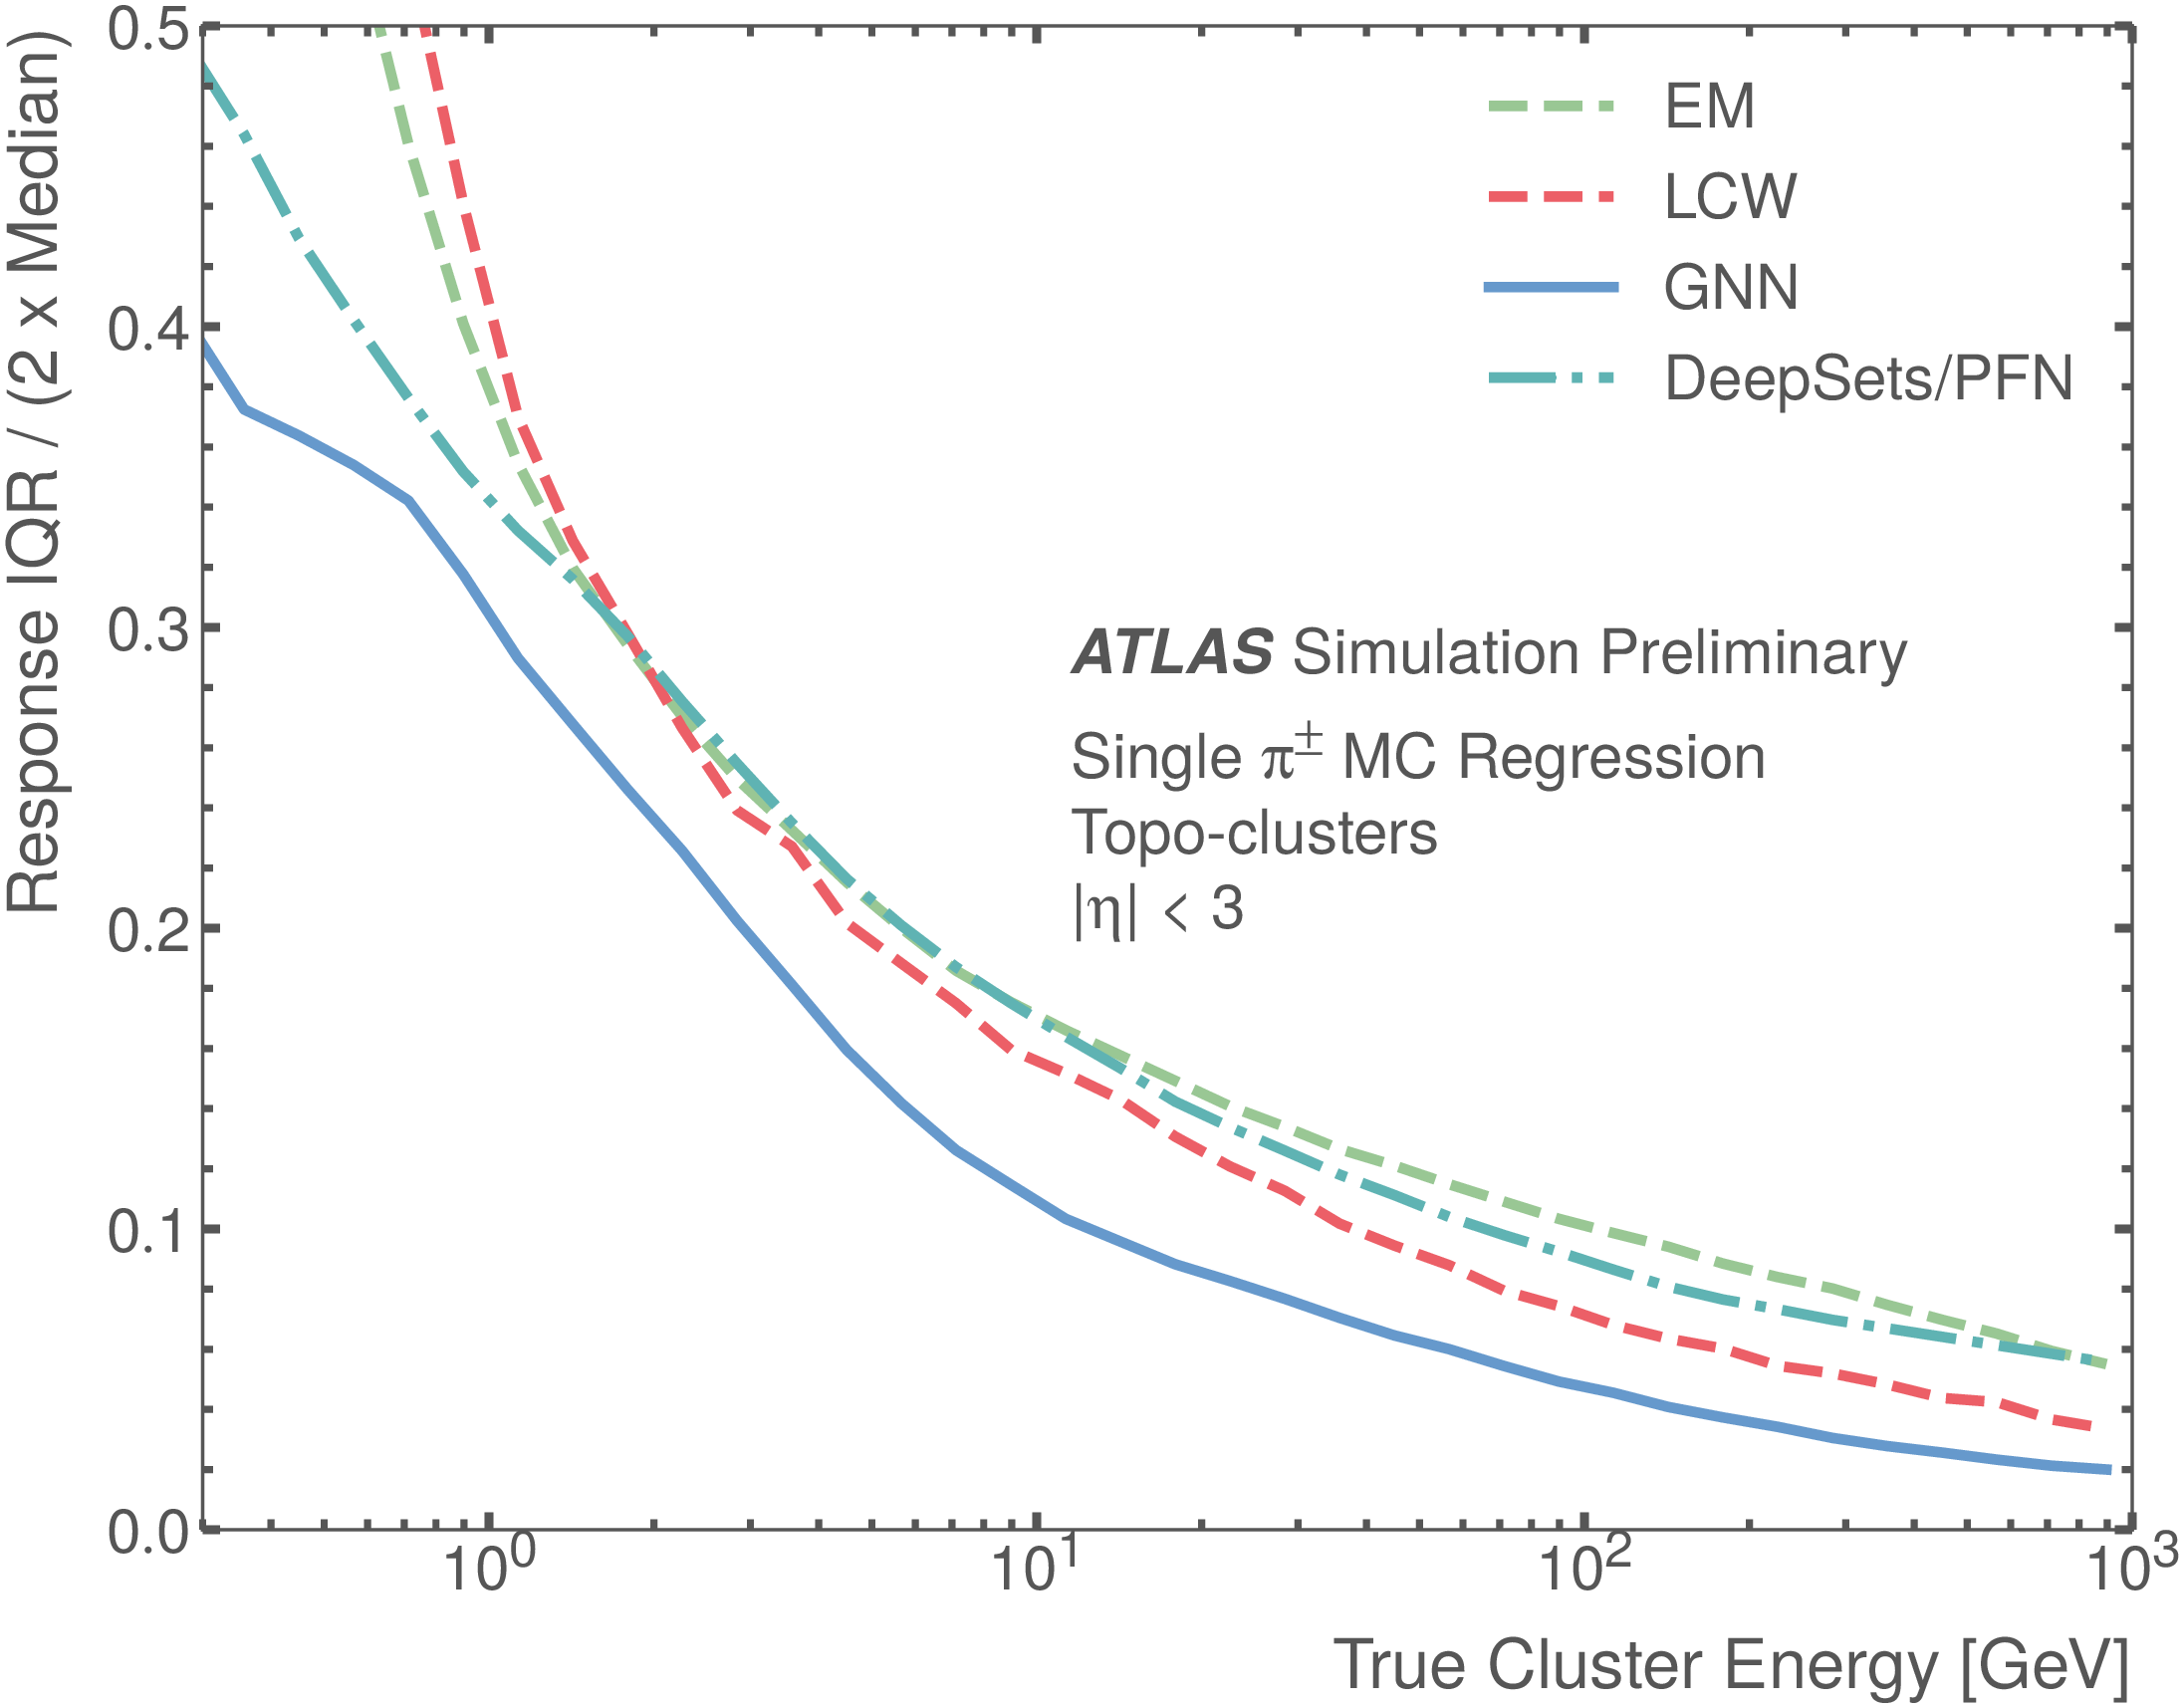 Response IQR / (2 x Median)
0.5
0.4
0.3
0.2
0.1
0.0
EM
LCW
GNN
DeepSets/PFN
ATLAS Simulation Preliminary
Single π± MC Regression
Topo-clusters
|η| < 3
10⁰ 10¹ 10² 10³
True Cluster Energy [GeV]